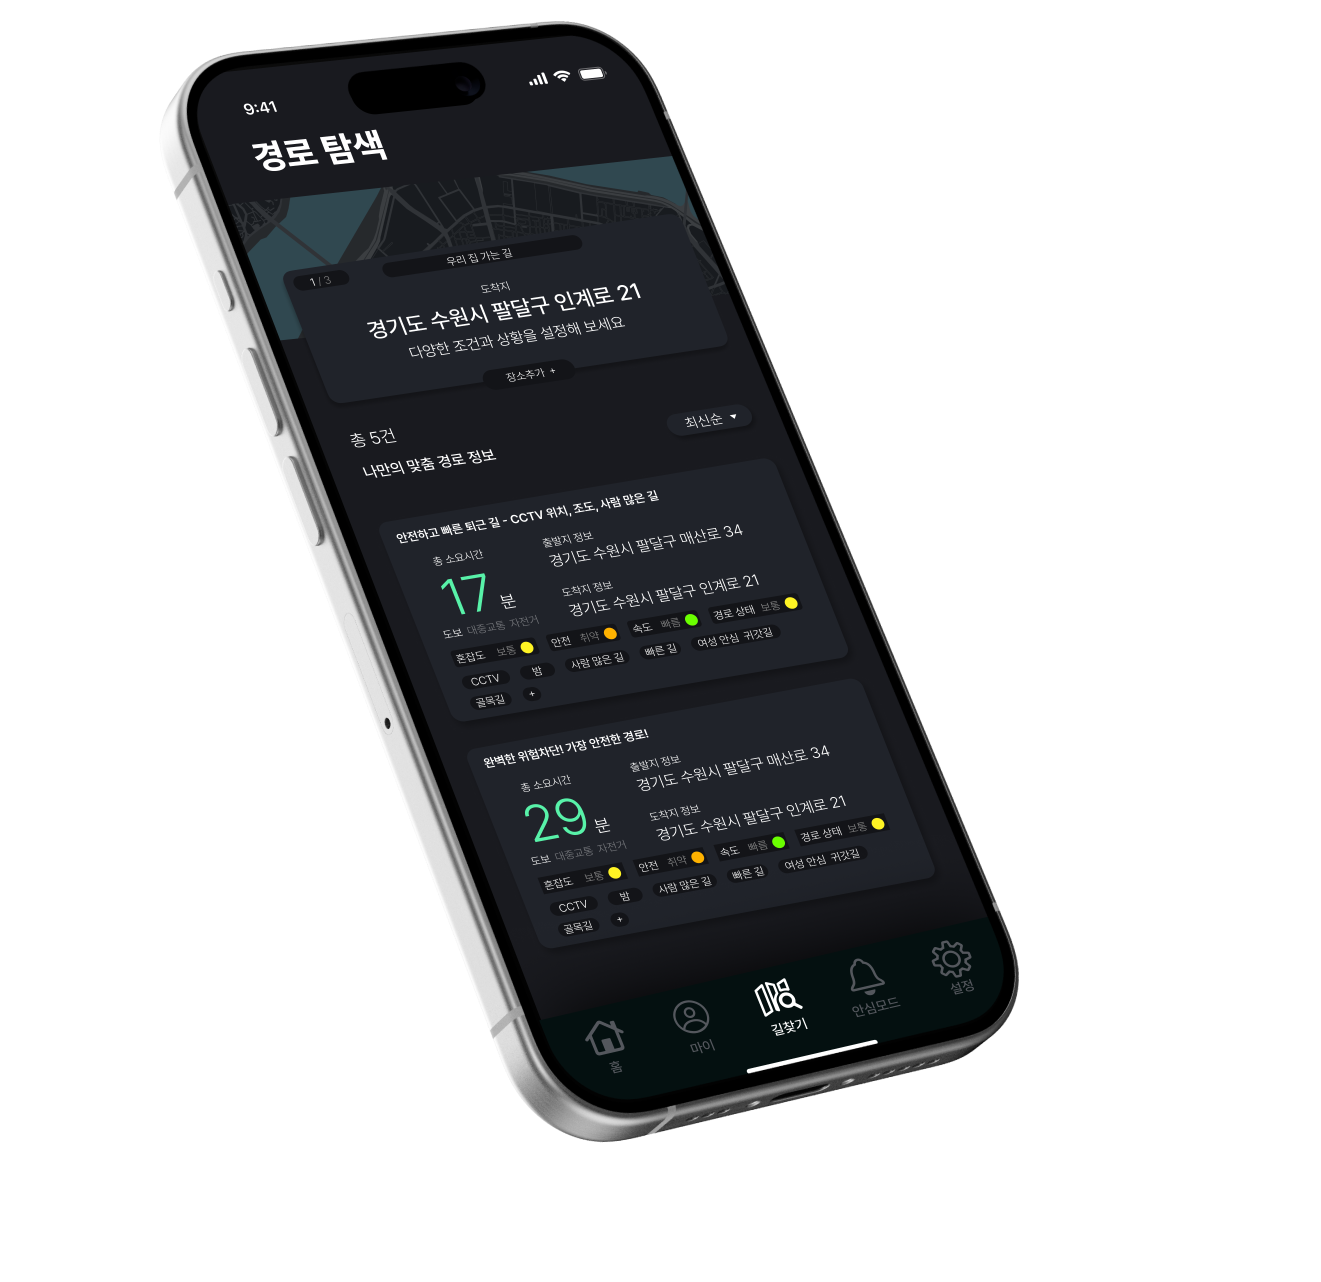 9:41
경로 탐색
우리 집 가는 길
1 / 3
도착지
경기도 수원시 팔달구 인계로 21
다양한 조건과 상황을 설정해 보세요
장소추가 +
총 5건
최신순
나만의 맞춤 경로 정보
안전하고 빠른 퇴근 길 - CCTV 위치, 조도, 사람 많은 길
총 소요시간
17 분
도보 대중교통 자전거
출발지 정보
경기도 수원시 팔달구 매산로 34
도착지 정보
경기도 수원시 팔달구 인계로 21
혼잡도 보통 안전 취약 속도 빠름 경로 상태 보통
CCTV 밤 사람 많은 길 빠른 길 여성 안심 귀갓길
골목길 +
완벽한 위험차단! 가장 안전한 경로!
총 소요시간
29 분
도보 대중교통 자전거
출발지 정보
경기도 수원시 팔달구 매산로 34
도착지 정보
경기도 수원시 팔달구 인계로 21
혼잡도 보통 안전 취약 속도 빠름 경로 상태 보통
CCTV 밤 사람 많은 길 빠른 길 여성 안심 귀갓길
골목길 +
홈 마이 길찾기 안심모드 설정